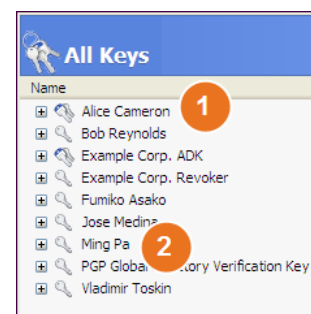 All Keys
Name
Alice Cameron
1
Bob Reynolds
Example Corp. ADK
Example Corp. Revoker
Fumiko Asako
Jose Medina
Ming Pa
2
PGP Global Directory Verification Key
Vladimir Toskin